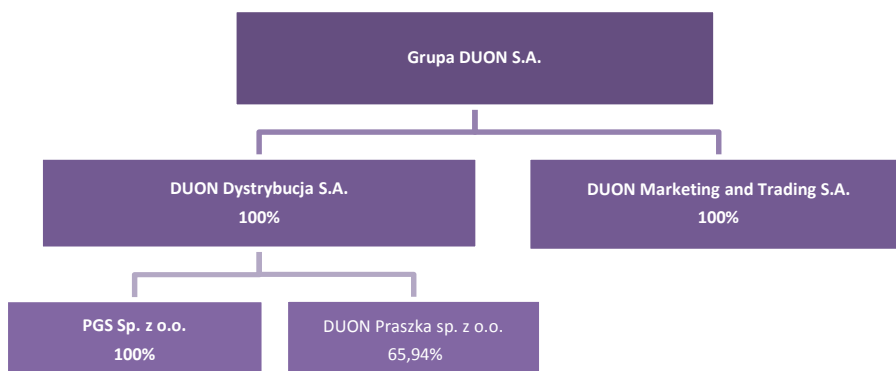 Grupa DUON S.A.
DUON Dystrybucja S.A.
100%
DUON Marketing and Trading S.A.
100%
PGS Sp. z o.o.
100%
DUON Praszka sp. z o.o.
65,94%